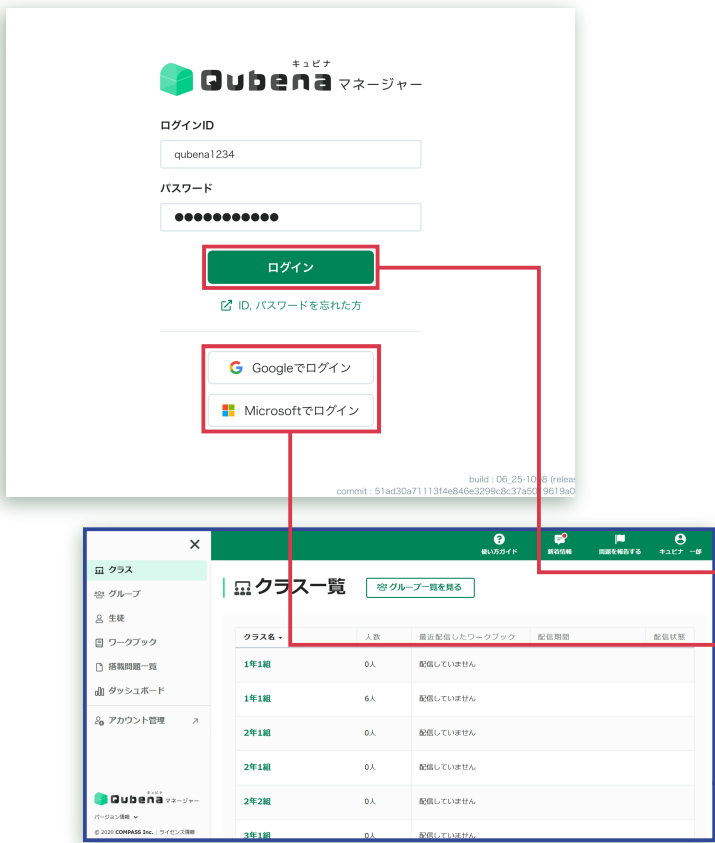 キュビナ
Qubena マネージャー
ログインID
qubena1234
パスワード
ログイン
ID, パスワードを忘れた方
Googleでログイン
Microsoftでログイン
build : 06_25-1008 (releas
commit : 51ad30a71113f4e846e3299c8c37a5019619a0
使い方ガイド
新着情報
問題を報告する
キュビナ 一郎
クラス
グループ
生徒
ワークブック
搭載問題一覧
ダッシュボード
アカウント管理
キュビナ
Qubena マネージャー
バージョン情報
© 2020 COMPASS Inc. | ライセンス情報
クラス一覧
グループ一覧を見る
クラス名 人数 最近配信したワークブック 配信期間 配信状態
1年1組 0人 配信していません
1年1組 6人 配信していません
2年1組 0人 配信していません
2年1組 0人 配信していません
2年2組 0人 配信していません
3年1組 0人 配信していません